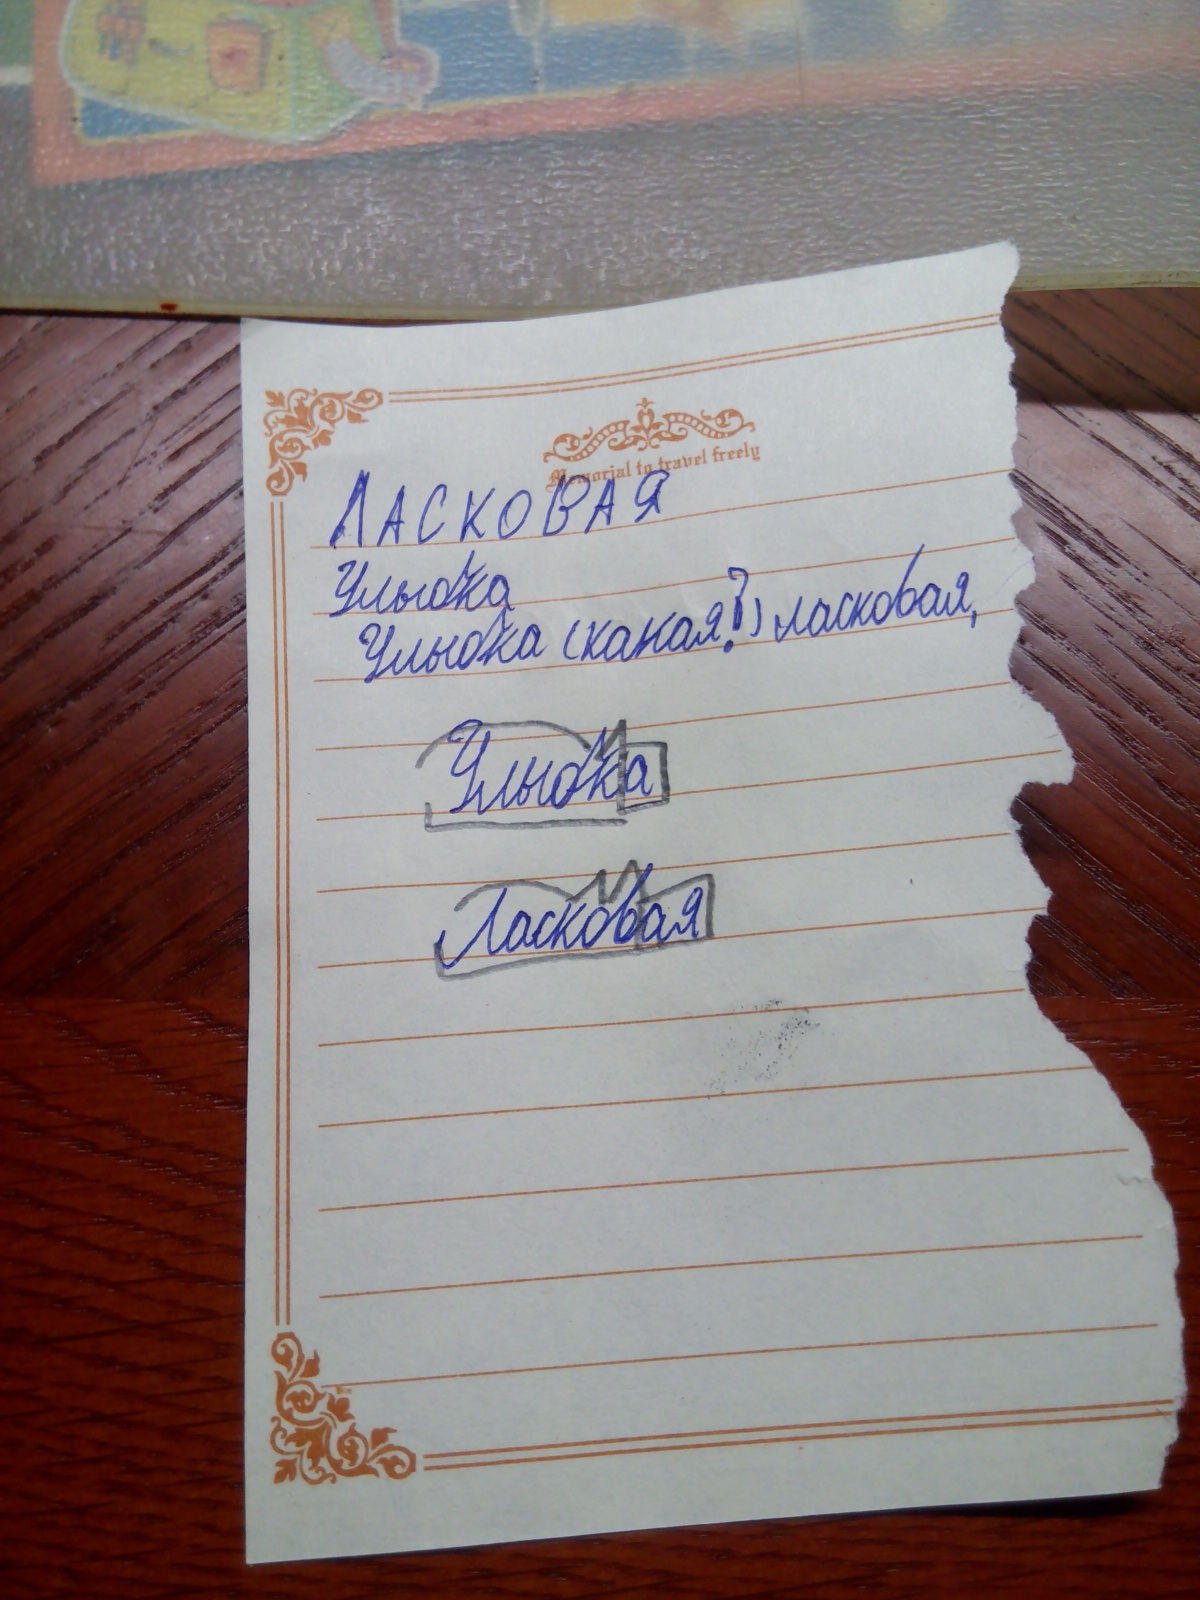 Memorial to travel freely
ЛАСКОВАЯ
Улыбка
Улыбка (какая?) ласковая,
Улыбка
Ласковая